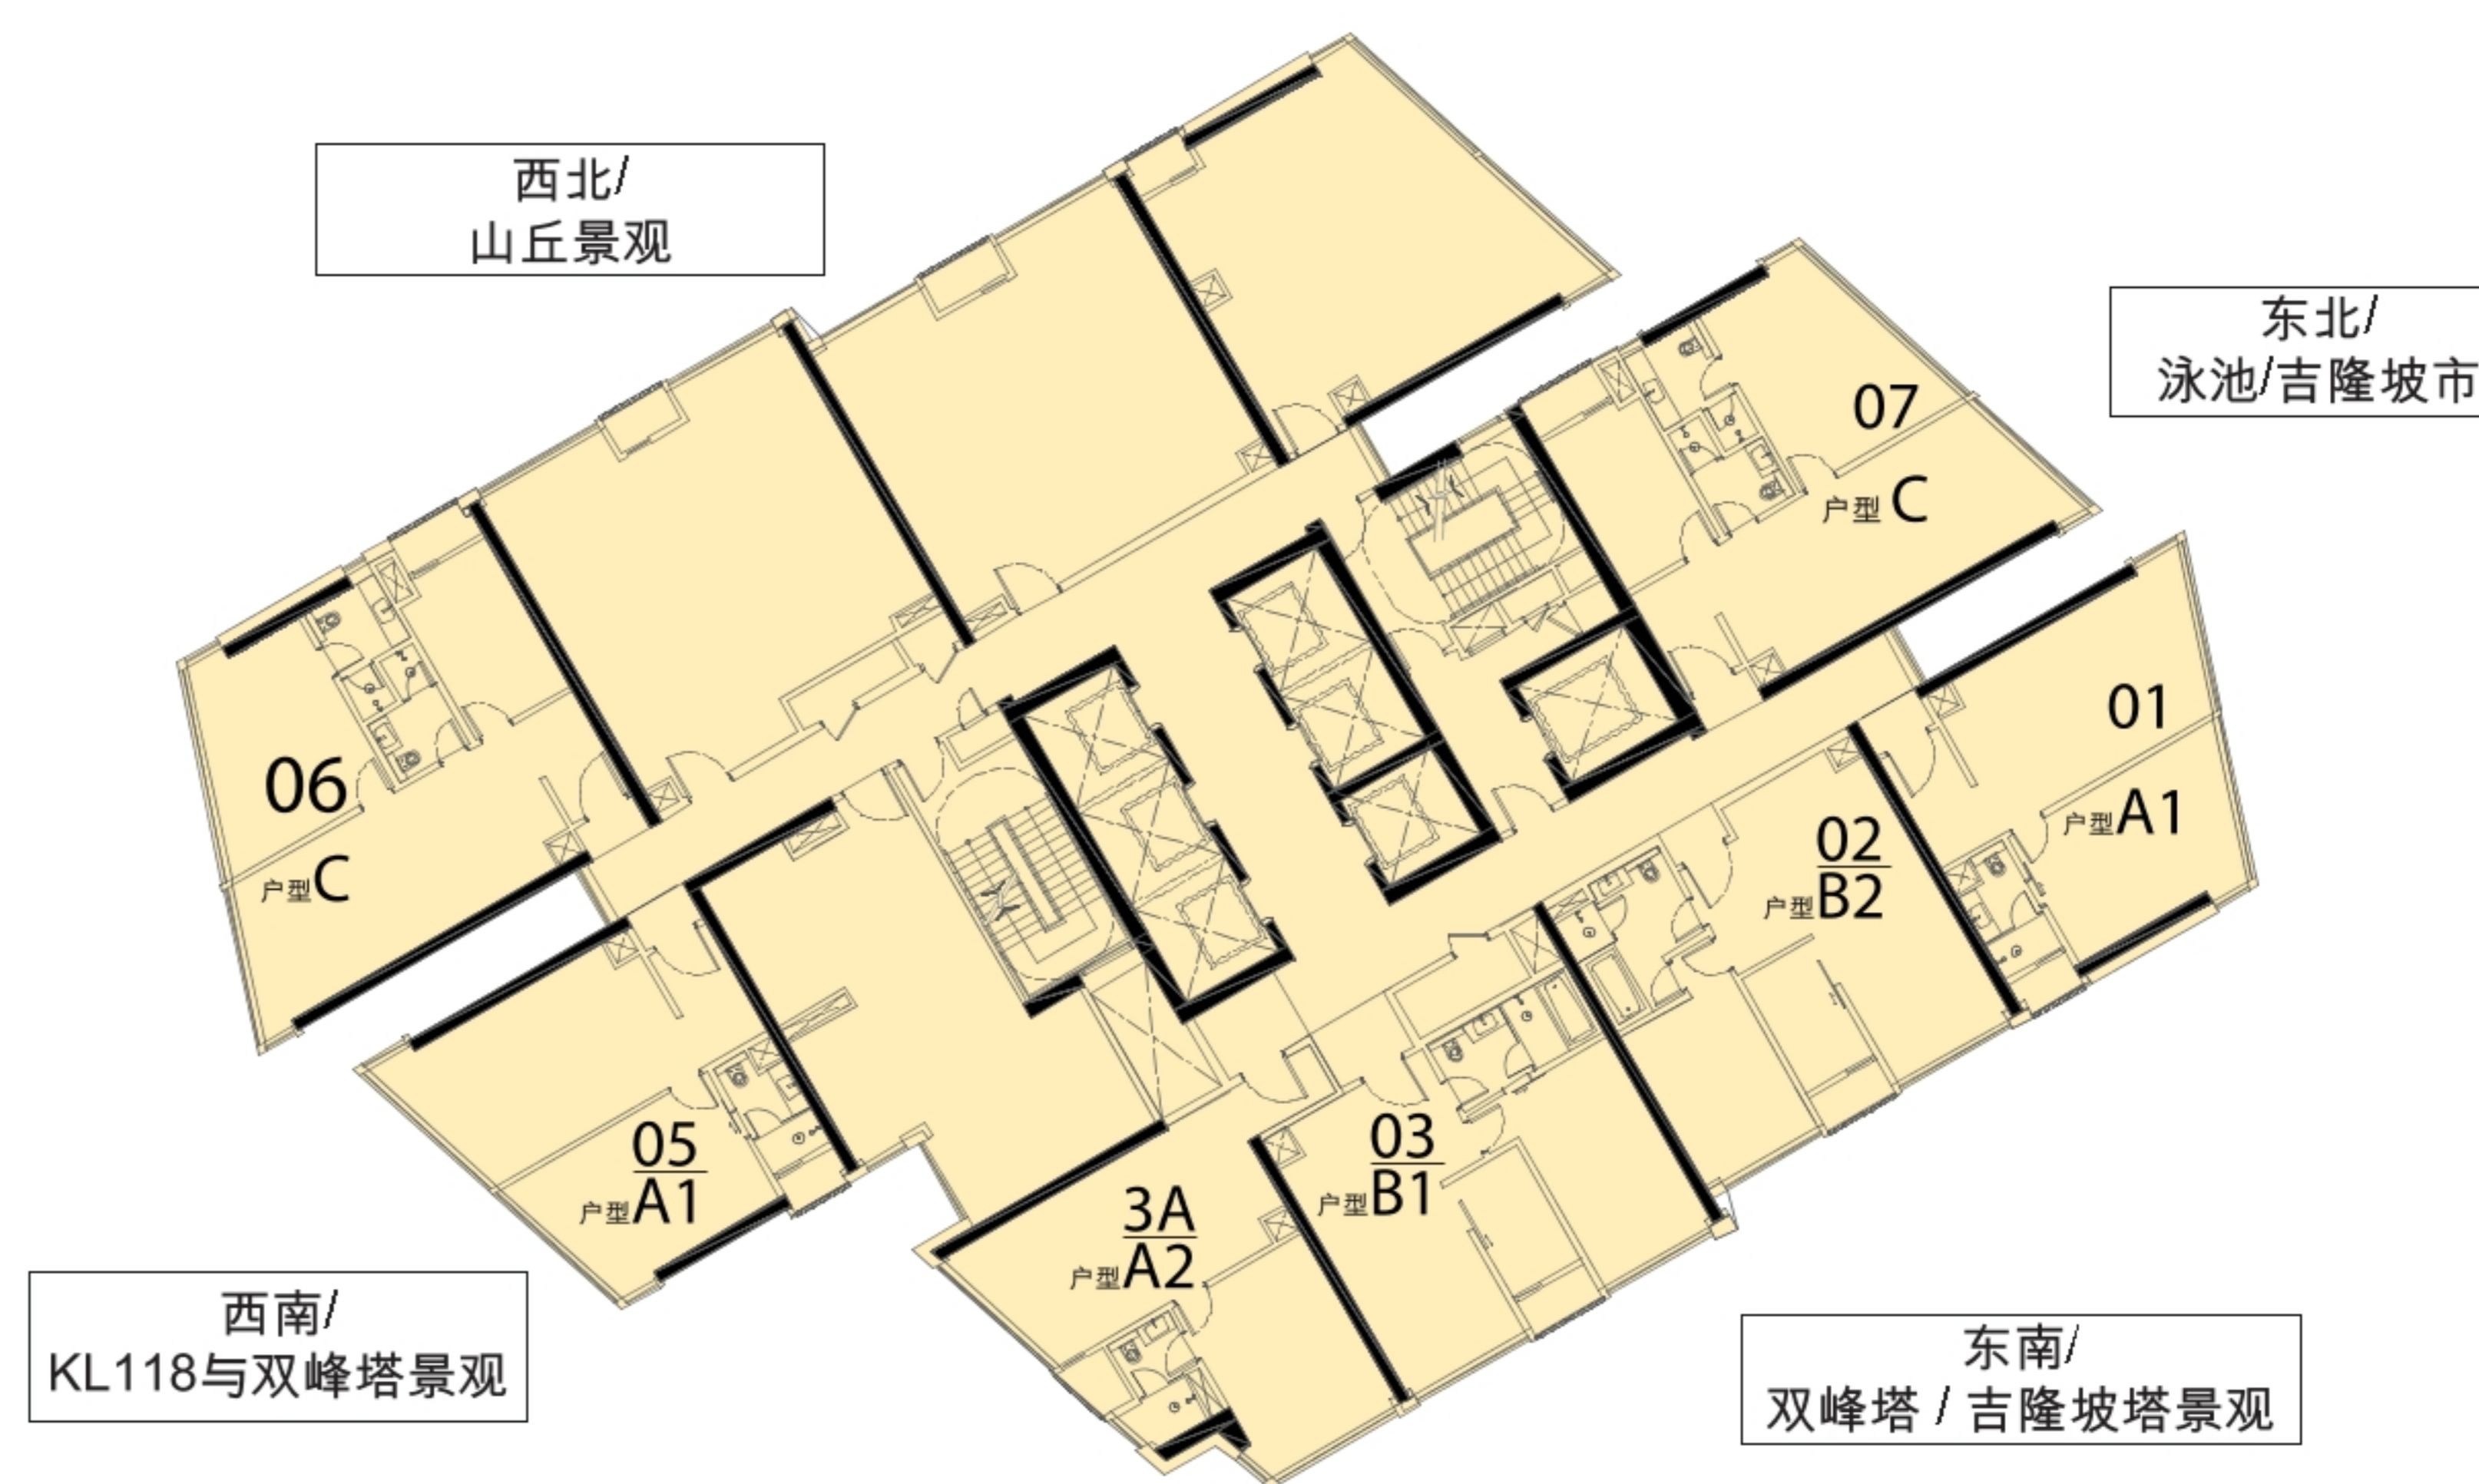 西北/
山丘景观
东北/
泳池/吉隆坡市
07
户型 C
01
户型A1
02
户型B2
06
户型C
03
户型B1
05
户型A1
3A
户型A2
西南/
KL118与双峰塔景观
东南/
双峰塔 / 吉隆坡塔景观